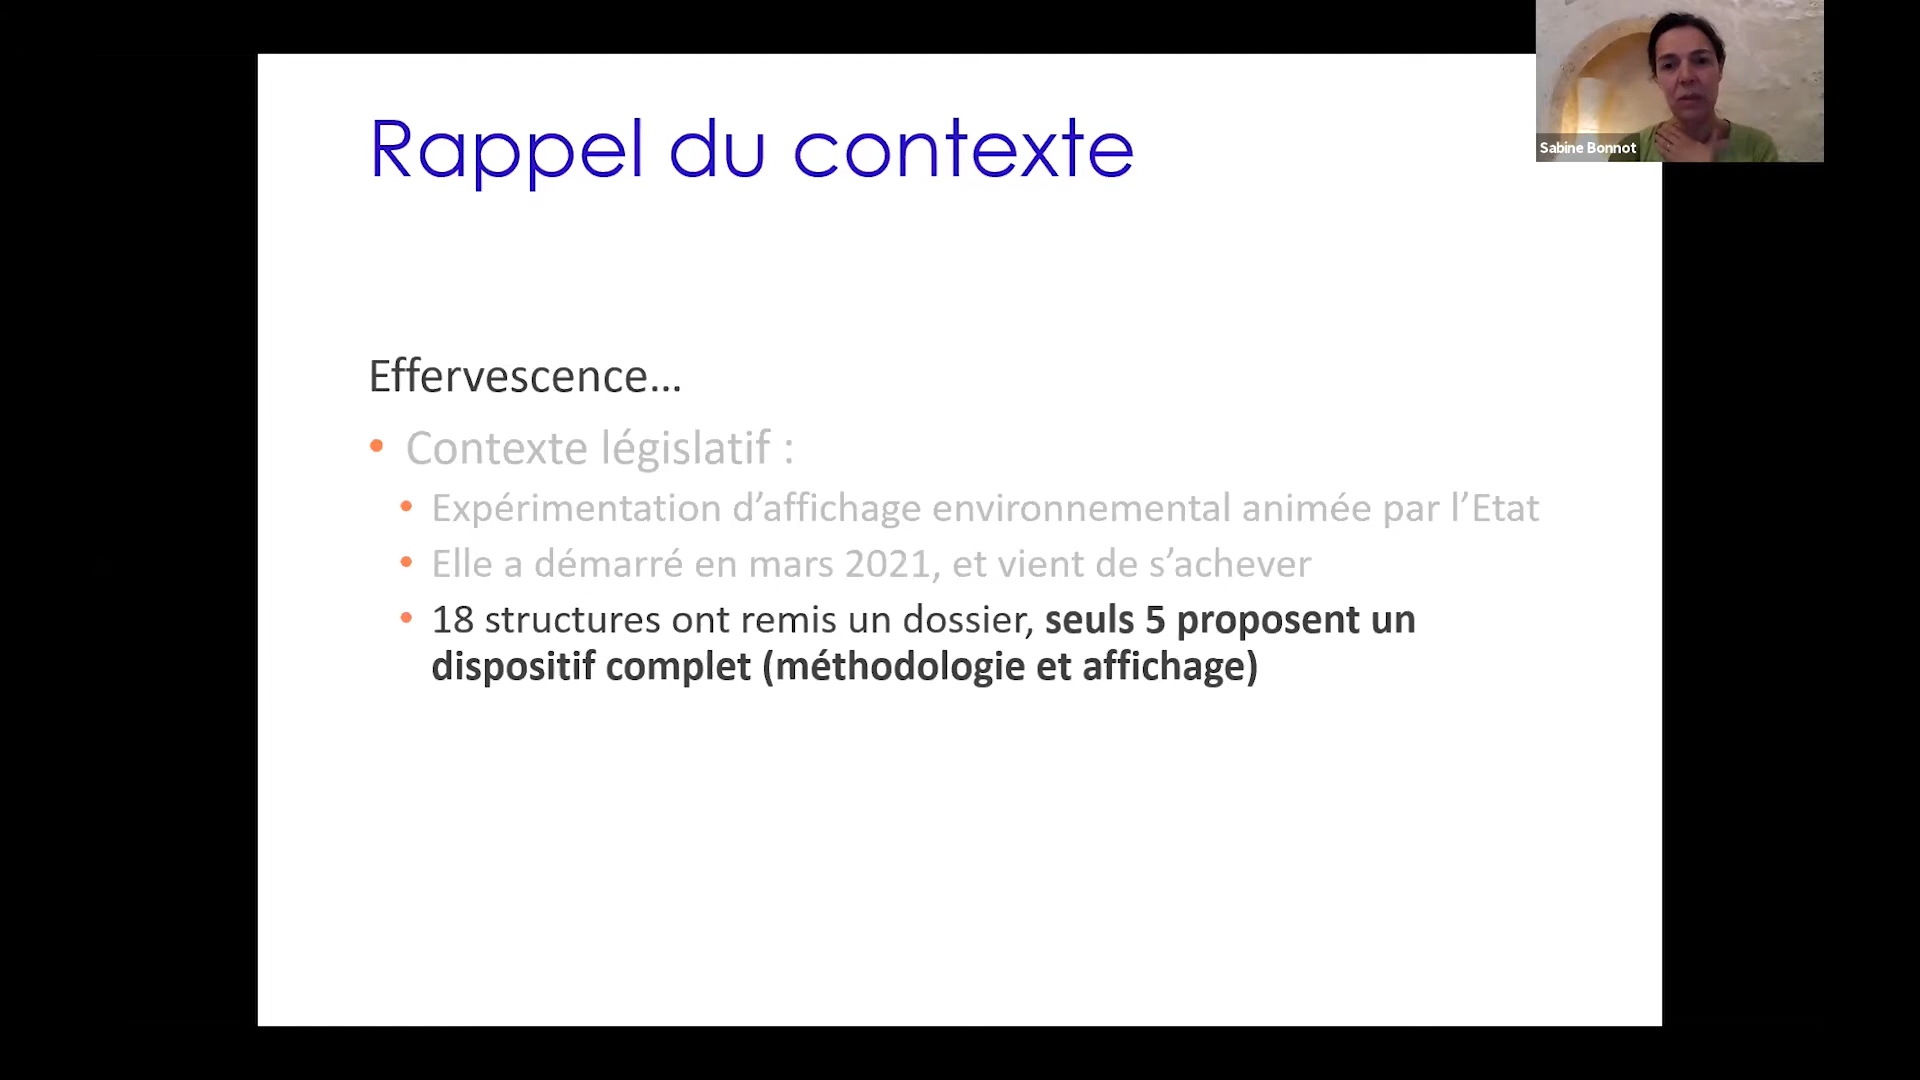 Rappel du contexte
Sabine Bonnot
Effervescence...
• Contexte législatif :
• Expérimentation d’affichage environnemental animée par l’Etat
• Elle a démarré en mars 2021, et vient de s’achever
• 18 structures ont remis un dossier, seuls 5 proposent un
dispositif complet (méthodologie et affichage)